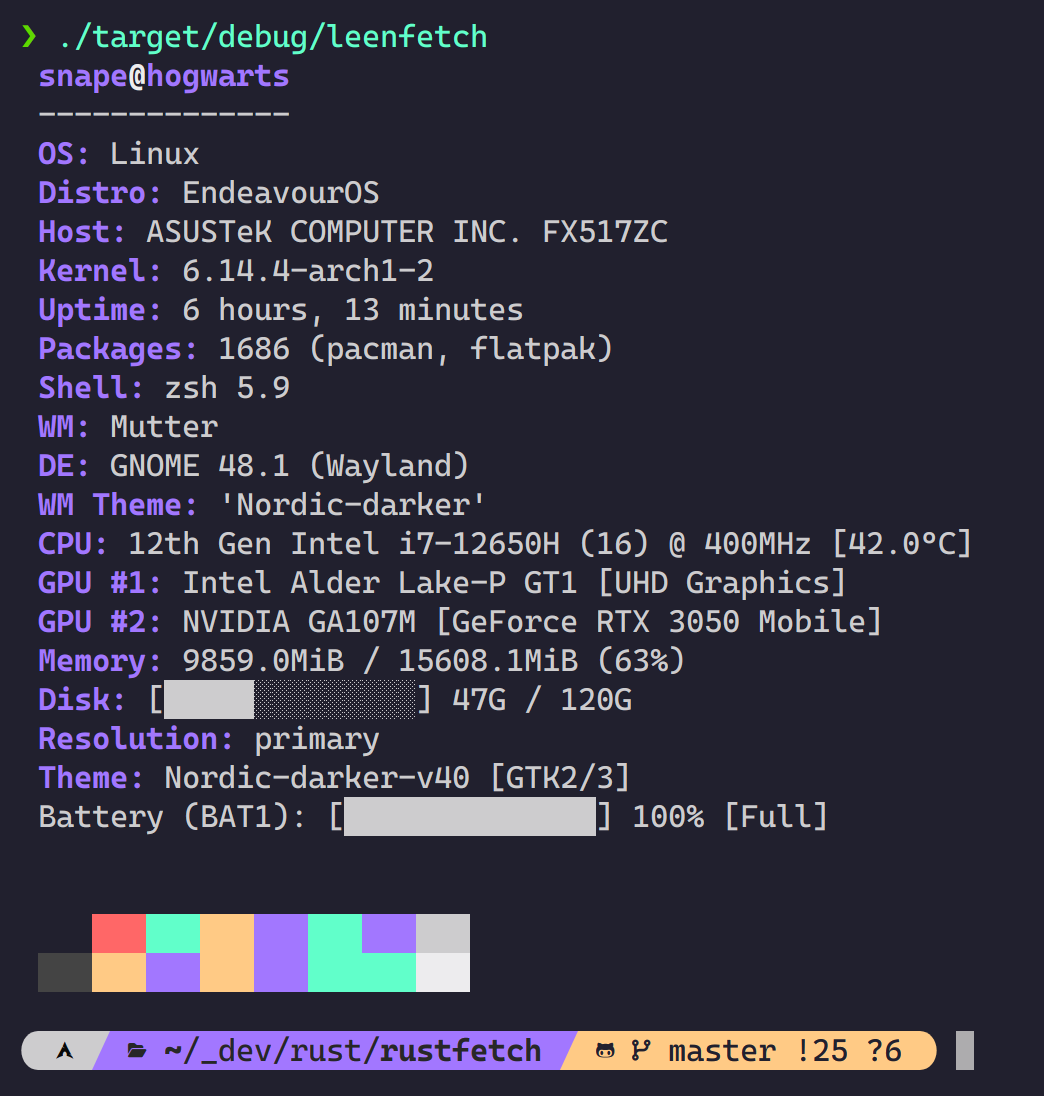 ❯ ./target/debug/leenfetch
snape@hogwarts
--------------
OS: Linux
Distro: EndeavourOS
Host: ASUSTeK COMPUTER INC. FX517ZC
Kernel: 6.14.4-arch1-2
Uptime: 6 hours, 13 minutes
Packages: 1686 (pacman, flatpak)
Shell: zsh 5.9
WM: Mutter
DE: GNOME 48.1 (Wayland)
WM Theme: 'Nordic-darker'
CPU: 12th Gen Intel i7-12650H (16) @ 400MHz [42.0°C]
GPU #1: Intel Alder Lake-P GT1 [UHD Graphics]
GPU #2: NVIDIA GA107M [GeForce RTX 3050 Mobile]
Memory: 9859.0MiB / 15608.1MiB (63%)
Disk: [█████░░░░░░░░░] 47G / 120G
Resolution: primary
Theme: Nordic-darker-v40 [GTK2/3]
Battery (BAT1): [██████████████] 100% [Full]
~/_dev/rust/rustfetch master !25 ?6